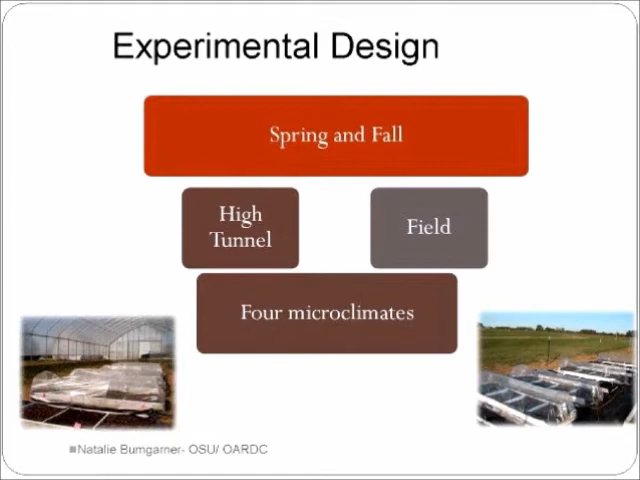 Experimental Design
Spring and Fall
High
Tunnel
Field
Four microclimates
Natalie Bumgarner- OSU/ OARDC